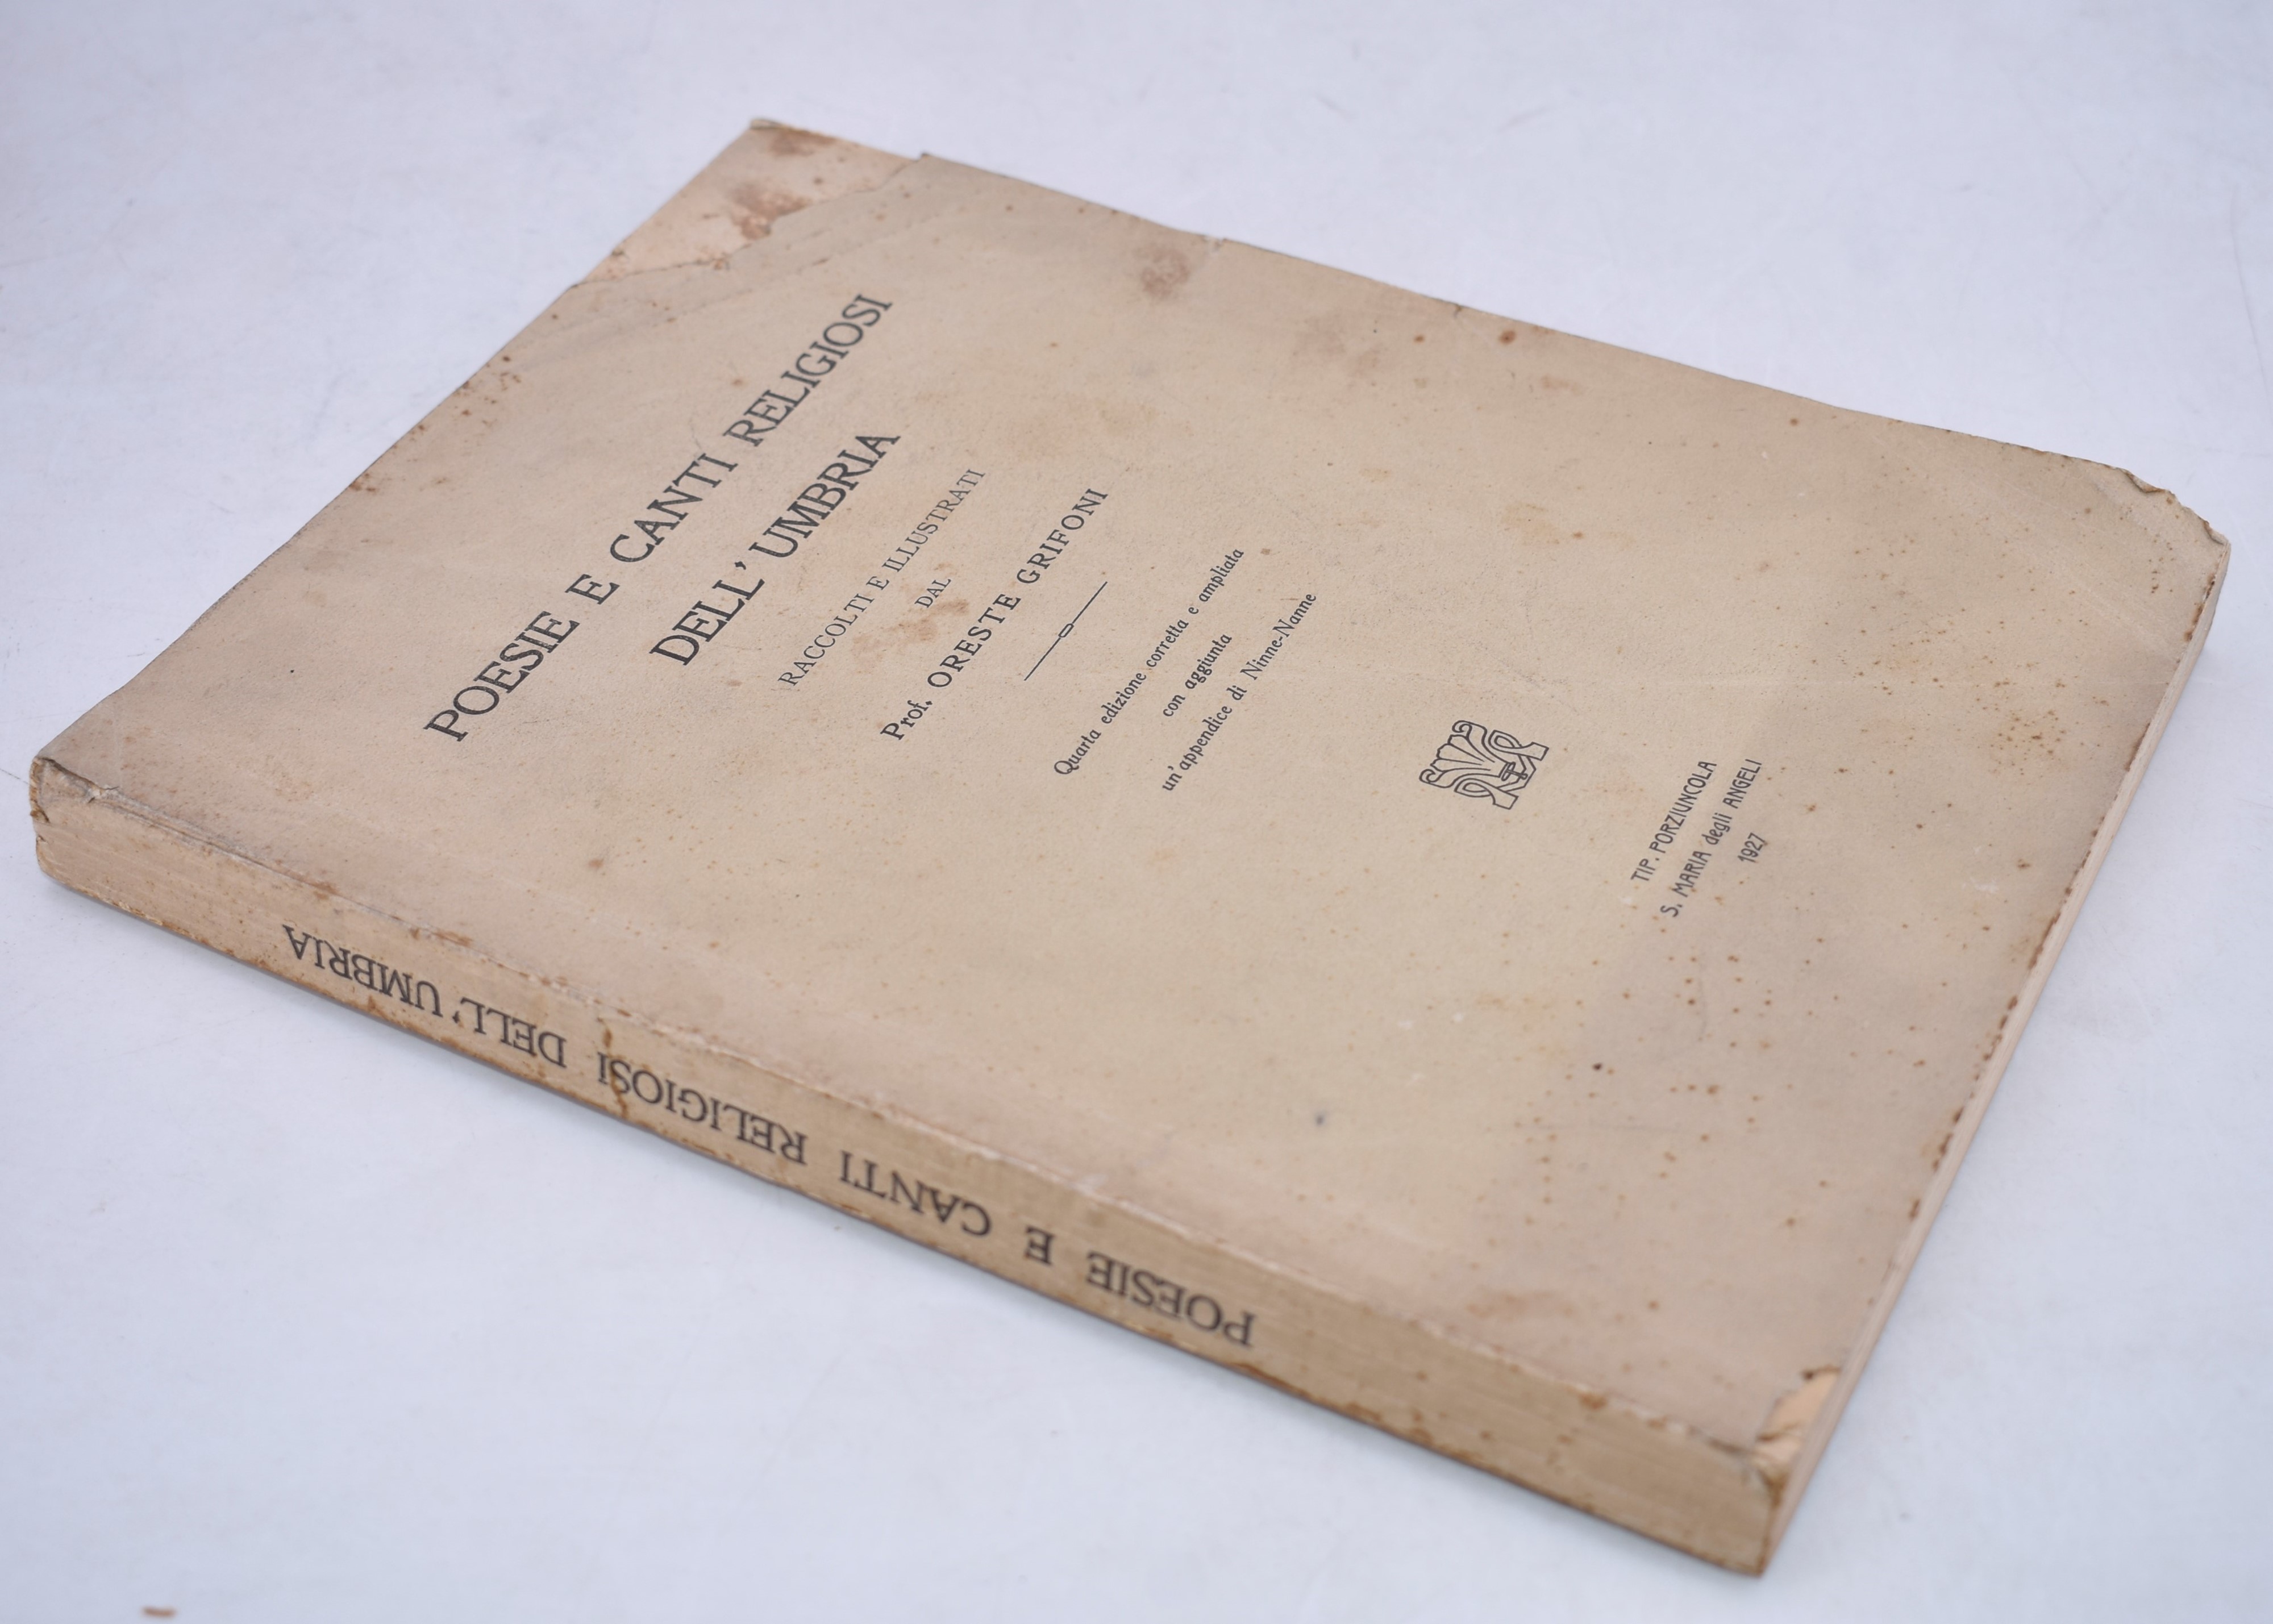 POESIE E CANTI RELIGIOSI
DELL' UMBRIA
RACCOLTI E ILLUSTRATI
DAL
Prof. ORESTE GRIFONI
Quarta edizione corretta e ampliata
con aggiunta
un'appendice di Ninne-Nanne
TIP. PORZIUNCOLA
S. MARIA degli ANGELI
1927
POESIE E CANTI RELIGIOSI DELL' UMBRIA